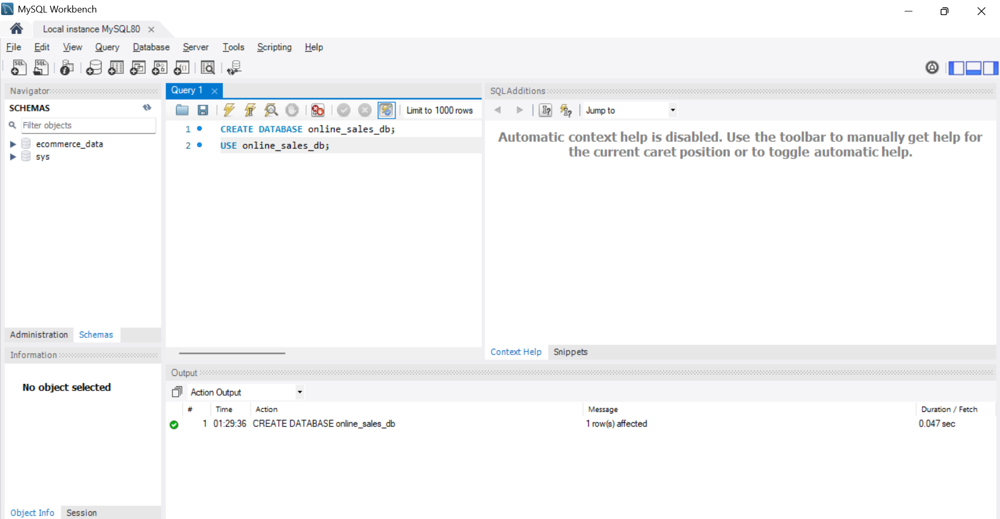 MySQL Workbench
Local instance MySQL80
File Edit View Query Database Server Tools Scripting Help
Navigator
SCHEMAS
Filter objects
ecommerce_data
sys
Administration Schemas
Information
No object selected
Object Info Session
Query 1
Limit to 1000 rows
1 CREATE DATABASE online_sales_db;
2 USE online_sales_db;
SQLAdditions
Jump to
Automatic context help is disabled. Use the toolbar to manually get help for
the current caret position or to toggle automatic help.
Context Help Snippets
Output
Action Output
# Time Action Message Duration / Fetch
1 01:29:36 CREATE DATABASE online_sales_db 1 row(s) affected 0.047 sec